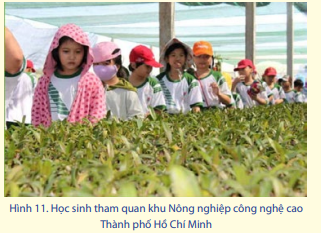 Hình 11. Học sinh tham quan khu Nông nghiệp công nghệ cao
Thành phố Hồ Chí Minh